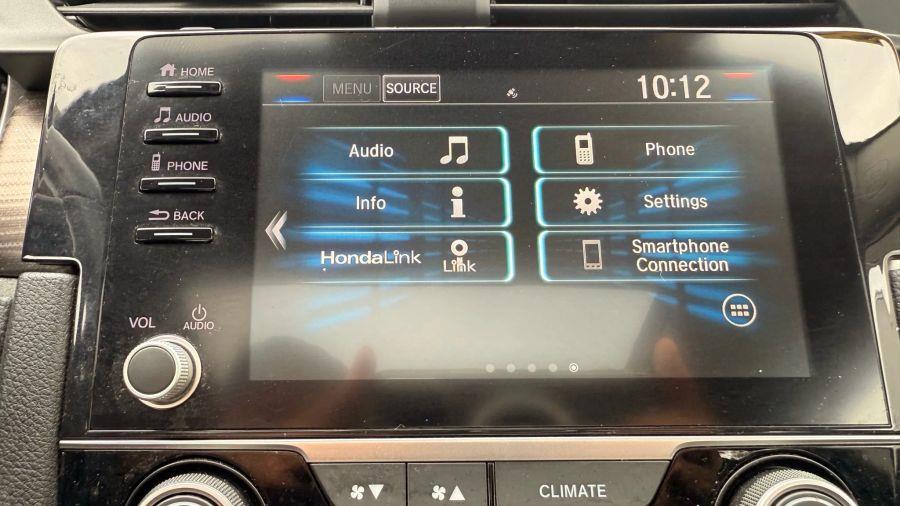 HOME
MENU
SOURCE
10:12
AUDIO
Audio
Phone
PHONE
Info
Settings
BACK
HondaLink
Link
Smartphone
Connection
VOL
AUDIO
CLIMATE